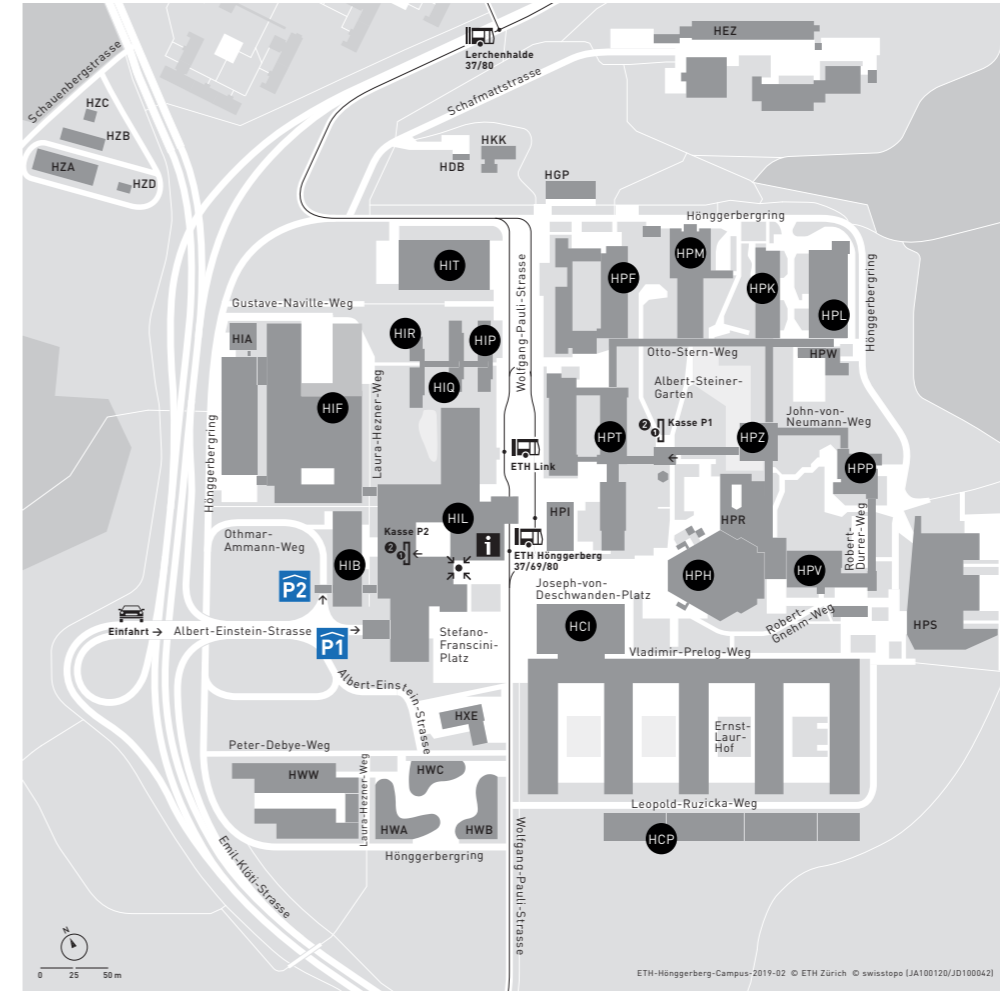 HEZ
Lerchenhalde
37/80
Schauenbergstrasse
Schafmattstrasse
HZC
HZB
HZA
HZD
HKK
HDB
HGP
Hönggerbergring
HIT
HPM
HPF
HPK
HPL
Wolfgang-Pauli-Strasse
Hönggerbergring
Gustave-Naville-Weg
HIA
HIR
HIP
HIQ
HIF
Laura-Hezner-Weg
Otto-Stern-Weg
HPW
Albert-Steiner-
Garten
John-von-
Neumann-Weg
2
1
Kasse P1
HPT
HPZ
HPP
ETH Link
Hönggerbergring
HIL
HPI
HPR
Othmar-
Ammann-Weg
Kasse P2
2
1
i
ETH Hönggerberg
37/69/80
Robert-
Durrer-Weg
HIB
HPH
HPV
P2
Joseph-von-
Deschwanden-Platz
Einfahrt →
Albert-Einstein-Strasse
P1
Stefano-
Franscini-
Platz
HCI
Robert-
Gnehm-Weg
HPS
Vladimir-Prelog-Weg
Albert-Einstein-Strasse
HXE
Ernst-
Laur-
Hof
Peter-Debye-Weg
HWW
Laura-Hezner-Weg
HWC
HWA
HWB
Leopold-Ruzicka-Weg
HCP
Hönggerbergring
Emil-Klöti-Strasse
Wolfgang-Pauli-Strasse
N
0 25 50 m
ETH-Hönggerberg-Campus-2019-02 © ETH Zürich © swisstopo (JA100120/JD100042)